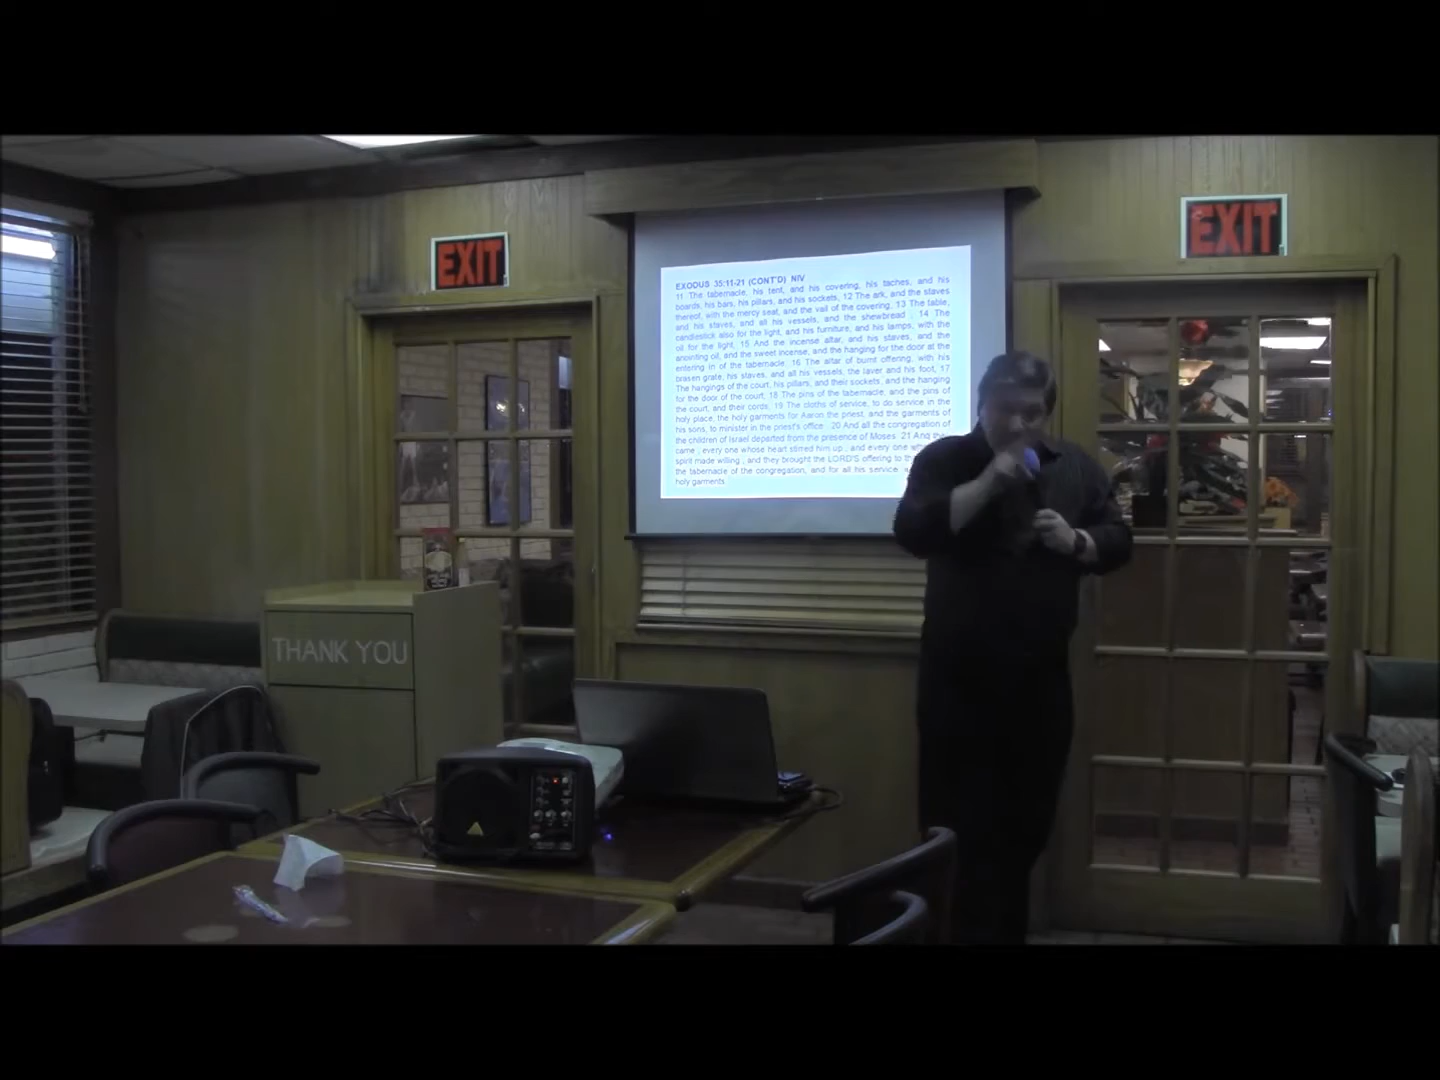 EXIT
EXIT
EXODUS 35:11-21 (CONT'D) NIV
11 The tabernacle, his tent, and his covering, his taches, and his
boards, his bars, his pillars, and his sockets, 12 The ark, and the staves
thereof, with the mercy seat, and the vail of the covering, 13 The table,
and his staves, and all his vessels, and the shewbread , 14 The
candlestick also for the light, and his furniture, and his lamps, with the
oil for the light, 15 And the incense altar, and his staves, and the
anointing oil, and the sweet incense, and the hanging for the door at the
entering in of the tabernacle, 16 The altar of burnt offering, with his
brasen grate, his staves, and all his vessels, the laver and his foot, 17
The hangings of the court, his pillars, and their sockets, and the hanging
for the door of the court, 18 The pins of the tabernacle, and the pins of
the court, and their cords, 19 The cloths of service, to do service in the
holy place, the holy garments for Aaron the priest, and the garments of
his sons, to minister in the priest's office . 20 And all the congregation of
the children of Israel departed from the presence of Moses. 21 And they
came , every one whose heart stirred him up , and every one
spirit made willing , and they brought the LORD'S offering to
the tabernacle of the congregation, and for all his service,
holy garments
THANK YOU